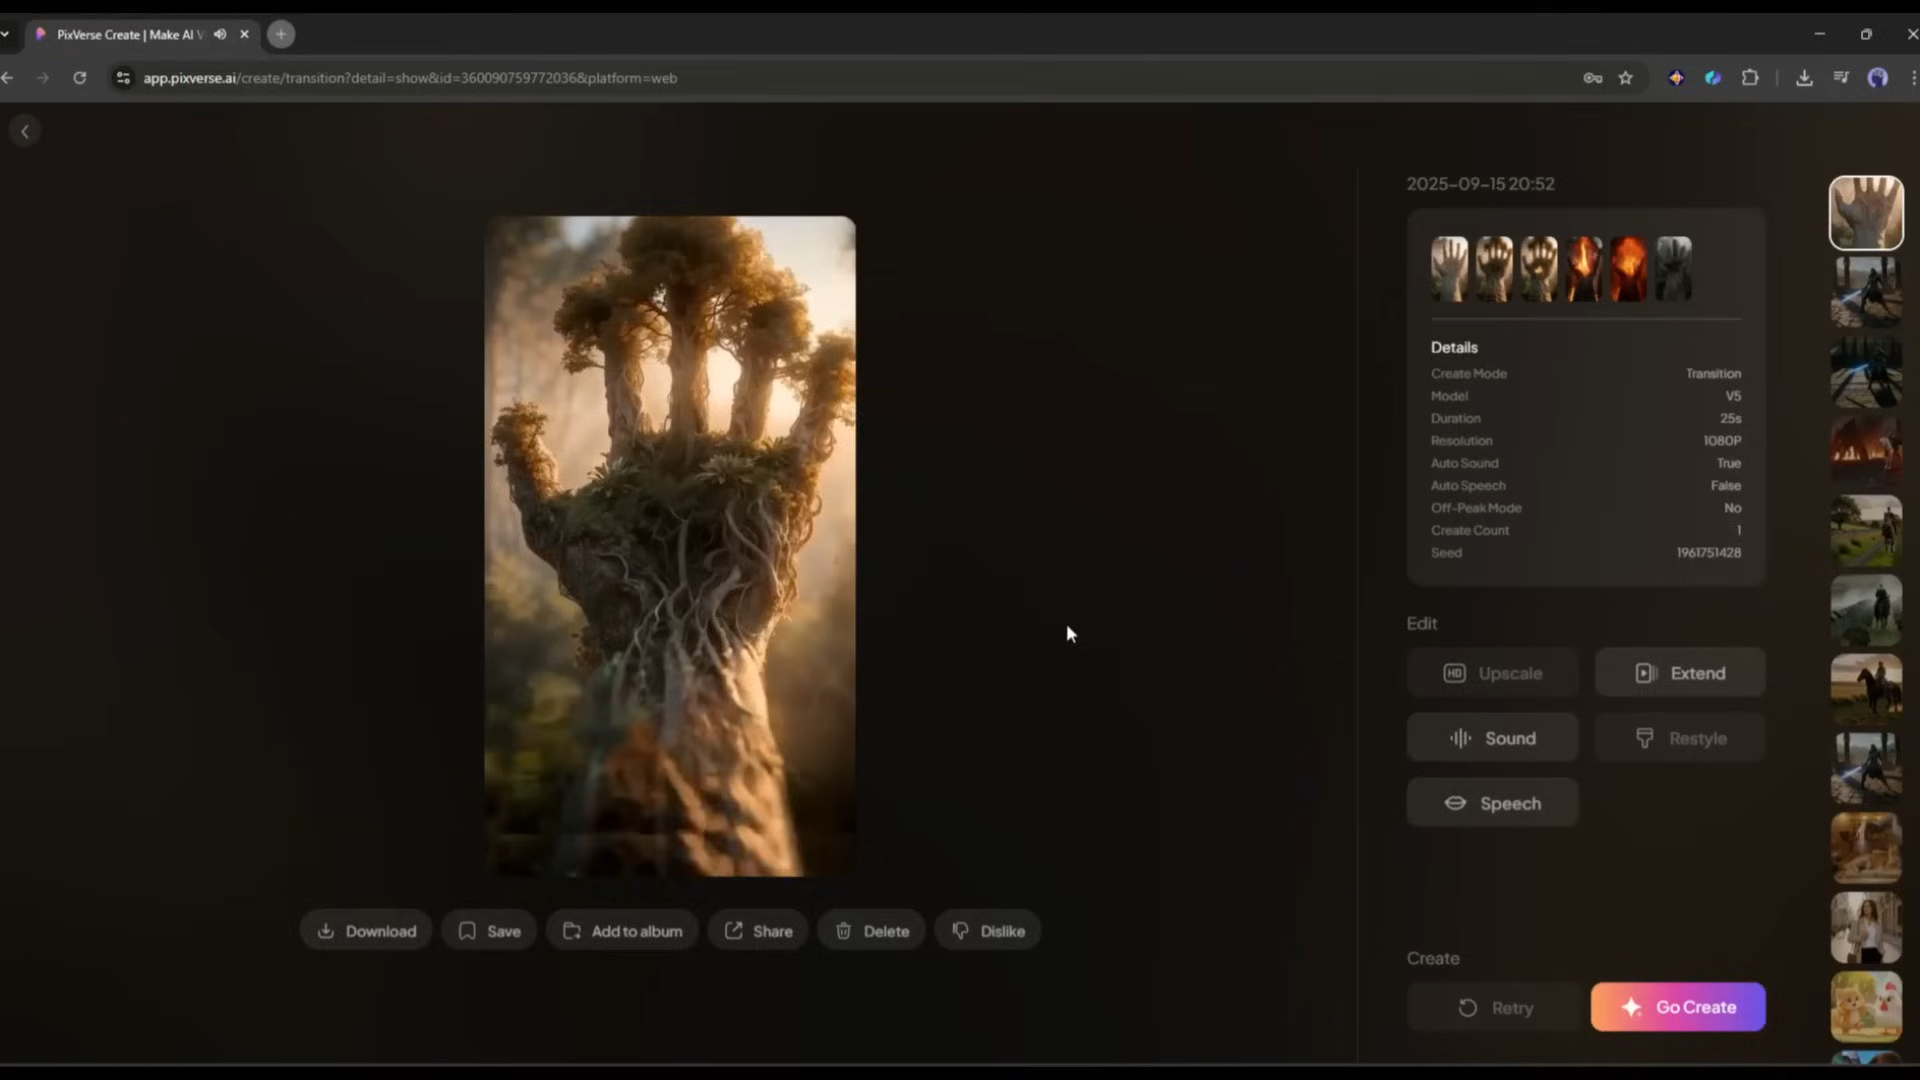 PixVerse Create | Make AI V
app.pixverse.ai/create/transition?detail=show&id=360090759772036&platform=web
2025-09-15 20:52
Details
Create Mode Transition
Model V5
Duration 25s
Resolution 1080P
Auto Sound True
Auto Speech False
Off-Peak Mode No
Create Count 1
Seed 1961751428
Edit
HD Upscale Extend
Sound Restyle
Speech
Download Save Add to album Share Delete Dislike
Create
Retry Go Create